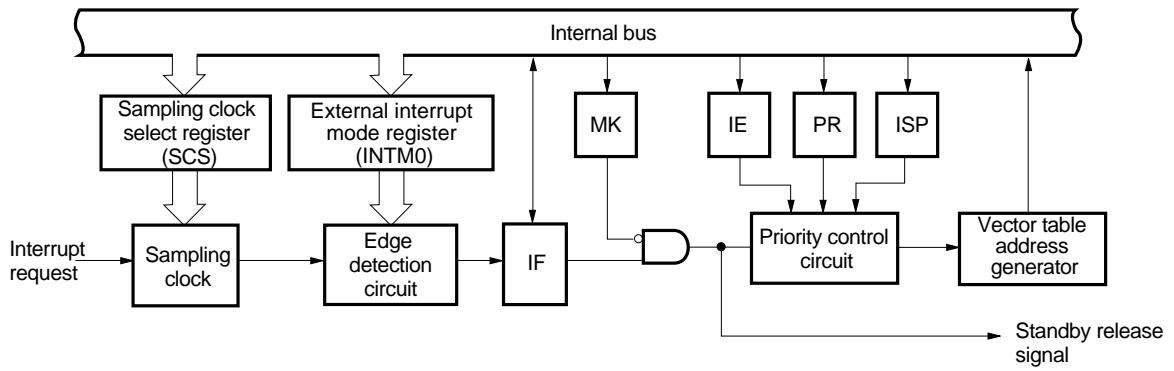 Internal bus
Sampling clock
select register
(SCS)
External interrupt
mode register
(INTM0)
MK
IE
PR
ISP
Interrupt
request
Sampling
clock
Edge
detection
circuit
IF
Priority control
circuit
Vector table
address
generator
Standby release
signal